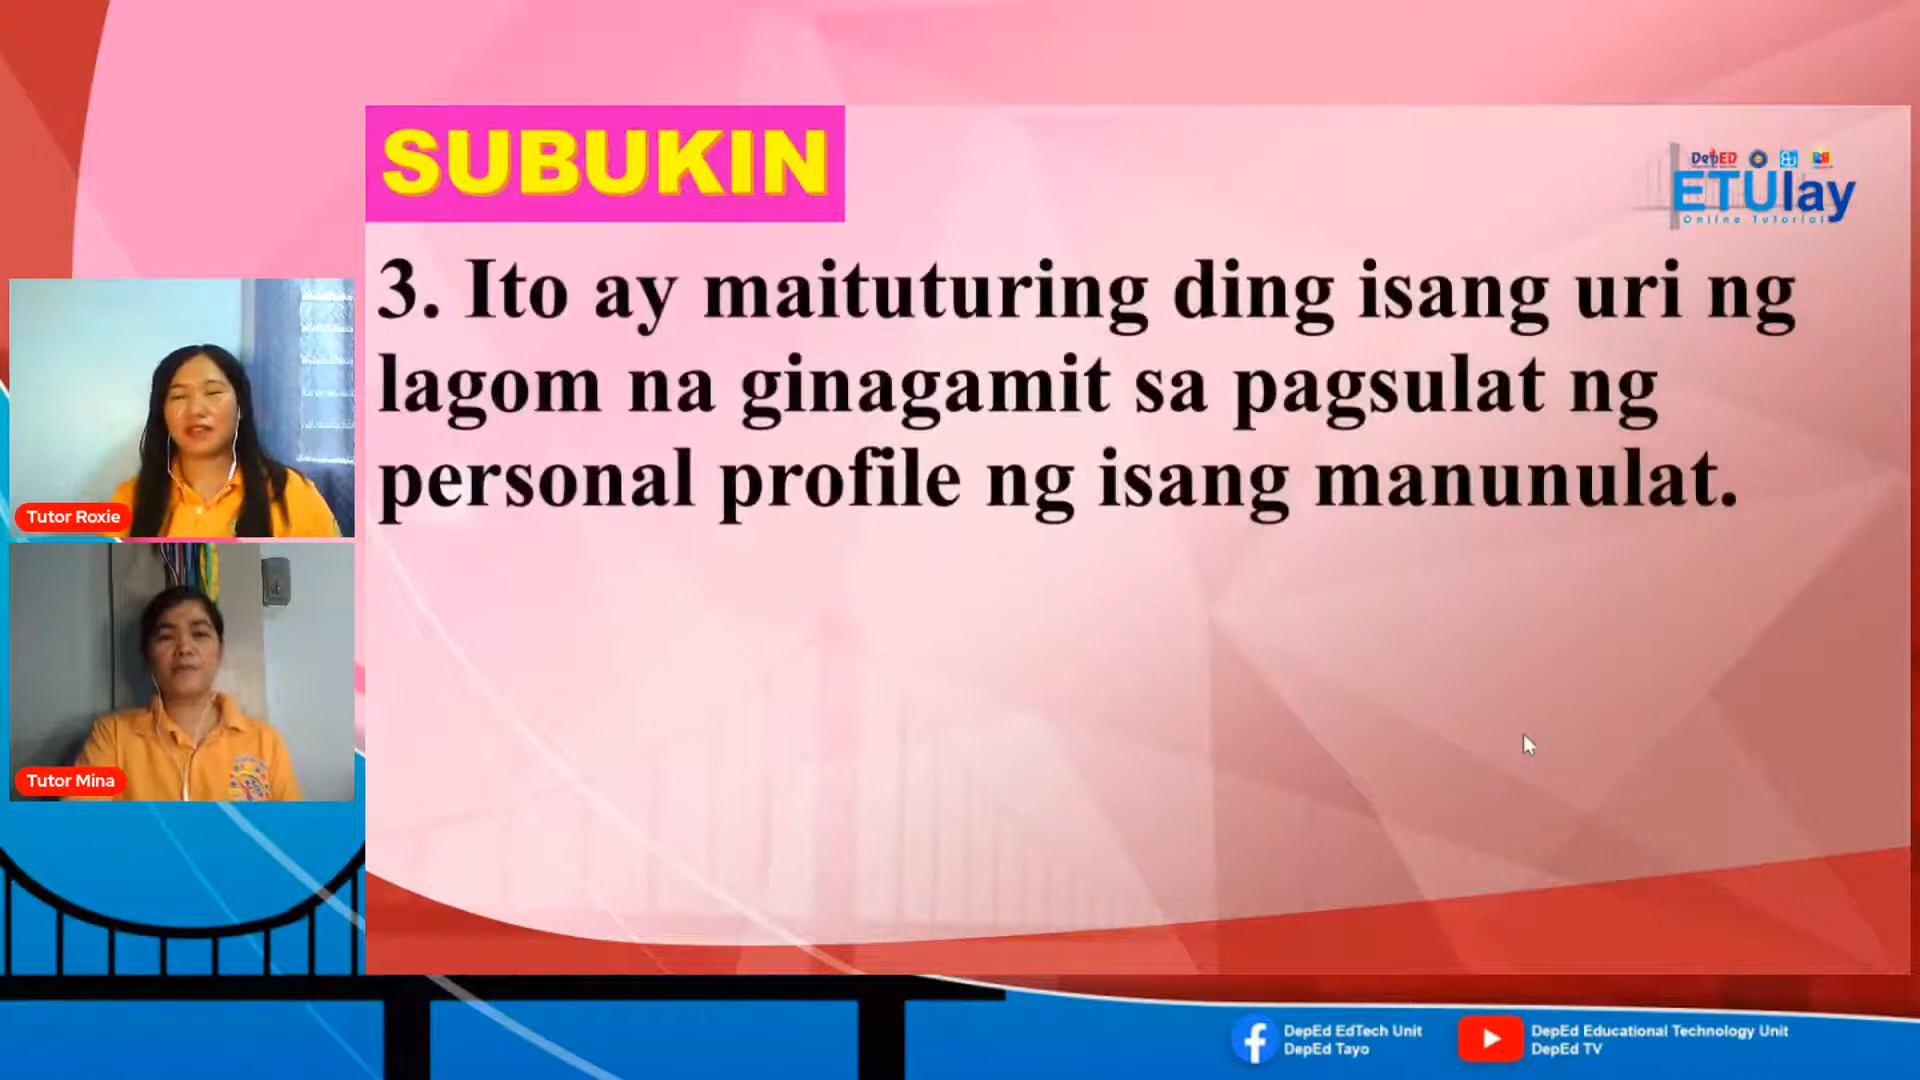 SUBUKIN
DepED
ETUlay
Online Tutorial
3. Ito ay maituturing ding isang uri ng
lagom na ginagamit sa pagsulat ng
personal profile ng isang manunulat.
Tutor Roxie
Tutor Mina
DepEd EdTech Unit
DepEd Tayo
DepEd Educational Technology Unit
DepEd TV